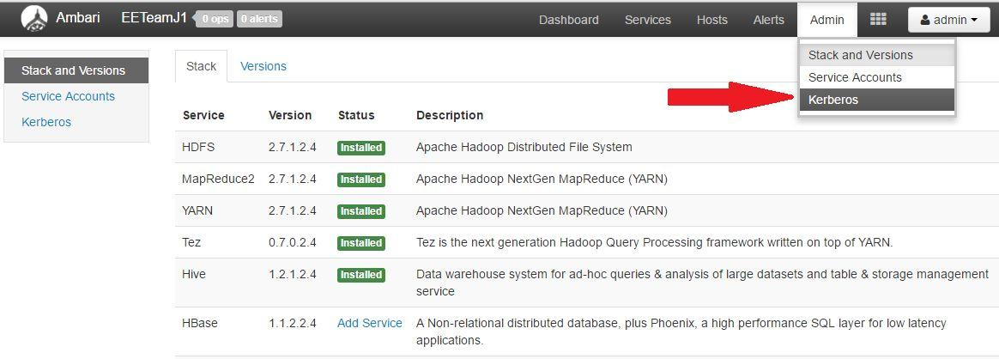 Ambari EETeamJ1 0 ops 0 alerts Dashboard Services Hosts Alerts Admin admin
Stack and Versions
Service Accounts
Kerberos
Stack and Versions
Service Accounts
Kerberos
Stack Versions
Service Version Status Description
HDFS 2.7.1.2.4 Installed Apache Hadoop Distributed File System
MapReduce2 2.7.1.2.4 Installed Apache Hadoop NextGen MapReduce (YARN)
YARN 2.7.1.2.4 Installed Apache Hadoop NextGen MapReduce (YARN)
Tez 0.7.0.2.4 Installed Tez is the next generation Hadoop Query Processing framework written on top of YARN.
Hive 1.2.1.2.4 Installed Data warehouse system for ad-hoc queries & analysis of large datasets and table & storage management
service
HBase 1.1.2.2.4 Add Service A Non-relational distributed database, plus Phoenix, a high performance SQL layer for low latency
applications.